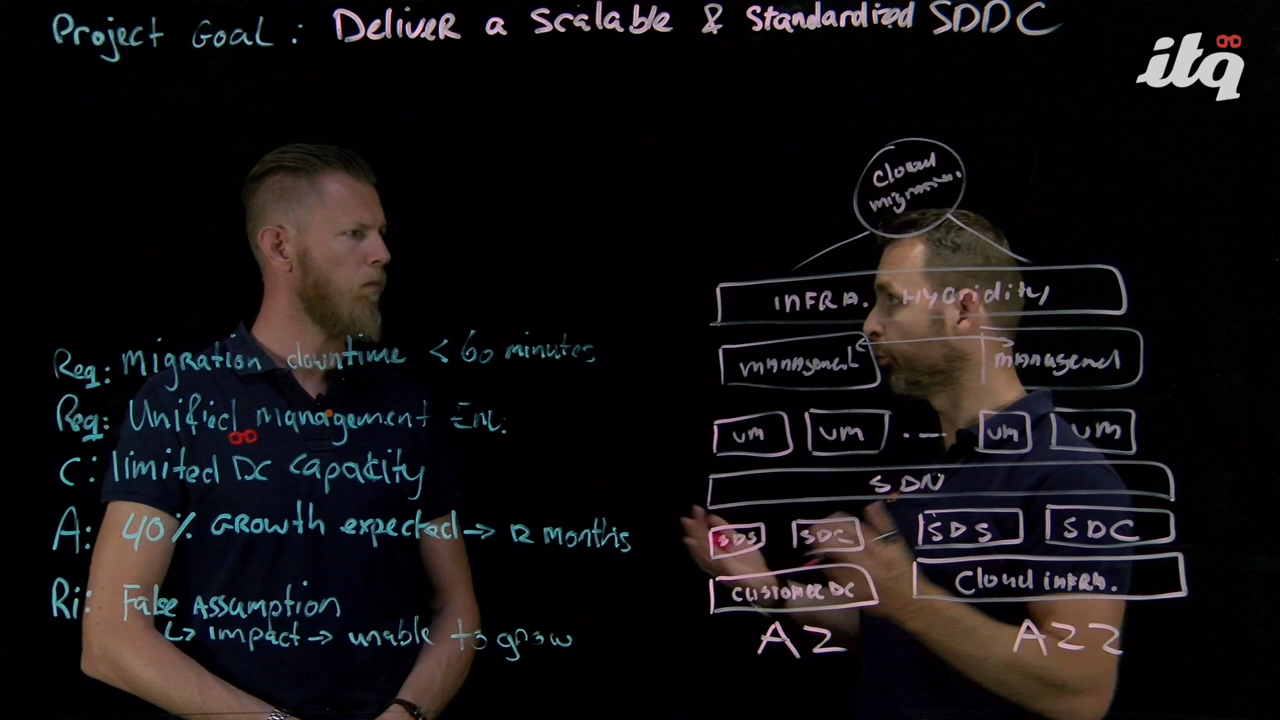 Project Goal: Deliver a Scalable & Standardized SDDC
itq
Cloud
migration.
INFRA. Hybridity
management management
Req: migration downtime < 60 minutes
Req: Unified management Env.
vm vm .-- vm vm
C: limited DC capacity
SDN
A: 40% Growth expected → 12 months
SDS SDC SDS SDC
Ri: False Assumption
customer DC Cloud infra.
↳ impact → unable to grow
AZ AZ2